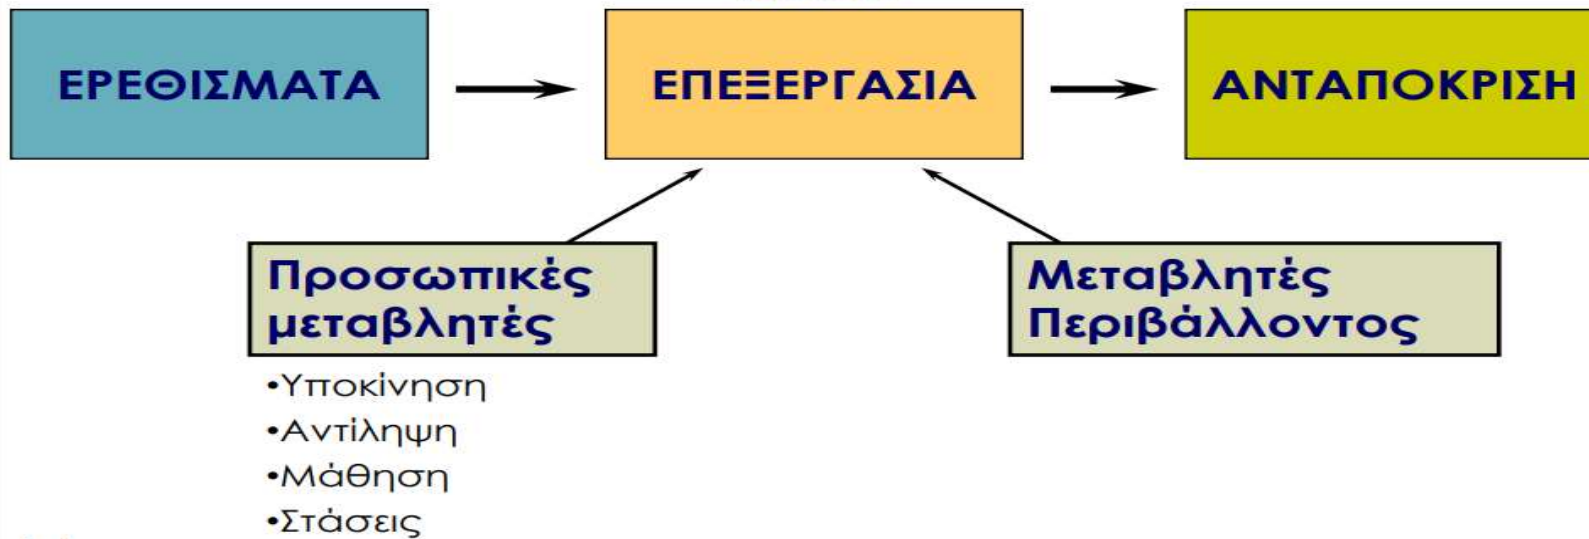 ΕΡΕΘΙΣΜΑΤΑ
ΕΠΕΞΕΡΓΑΣΙΑ
ΑΝΤΑΠΟΚΡΙΣΗ
Προσωπικές
μεταβλητές
Μεταβλητές
Περιβάλλοντος
•Υποκίνηση
•Αντίληψη
•Μάθηση
•Στάσεις